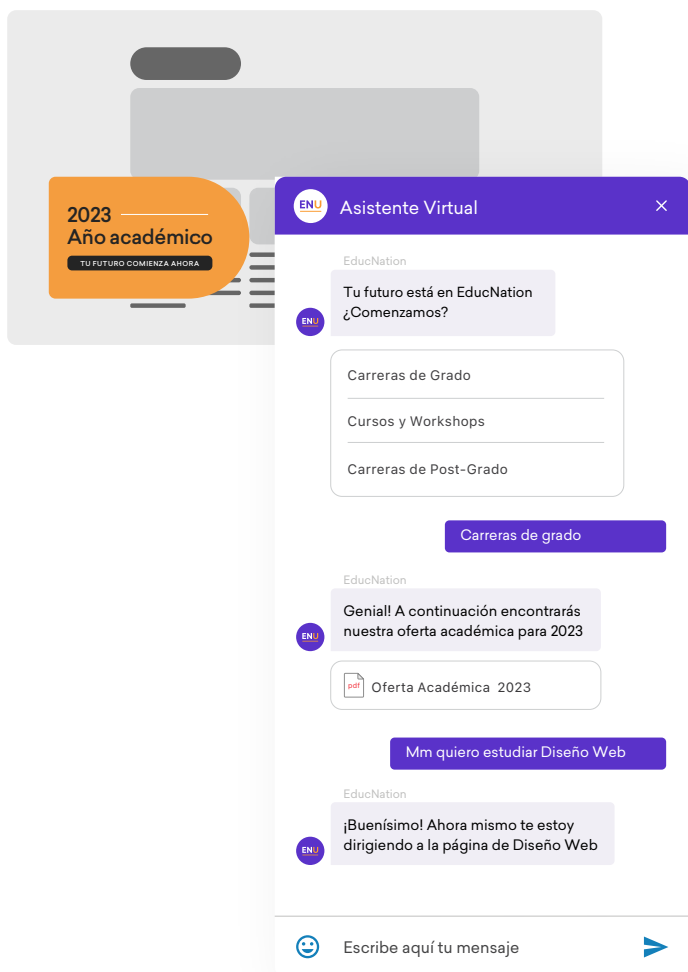 2023
Año académico
TU FUTURO COMIENZA AHORA
ENU
Asistente Virtual
EducNation
Tu futuro está en EducNation
¿Comenzamos?
ENU
Carreras de Grado
Cursos y Workshops
Carreras de Post-Grado
Carreras de grado
EducNation
Genial! A continuación encontrarás
nuestra oferta académica para 2023
ENU
pdf Oferta Académica 2023
Mm quiero estudiar Diseño Web
EducNation
¡Buenísimo! Ahora mismo te estoy
dirigiendo a la página de Diseño Web
ENU
Escribe aquí tu mensaje